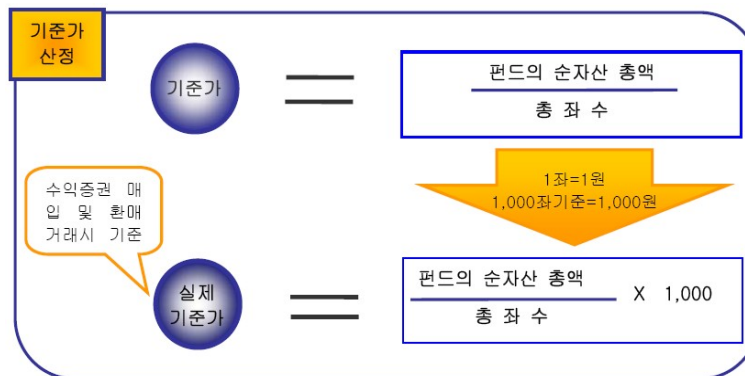 기준가
산정
기준가
펀드의 순자산 총액
총 좌 수
1좌=1원
1,000좌기준=1,000원
수익증권 매
입 및 환매
거래시 기준
실제
기준가
펀드의 순자산 총액
총 좌 수
X 1,000